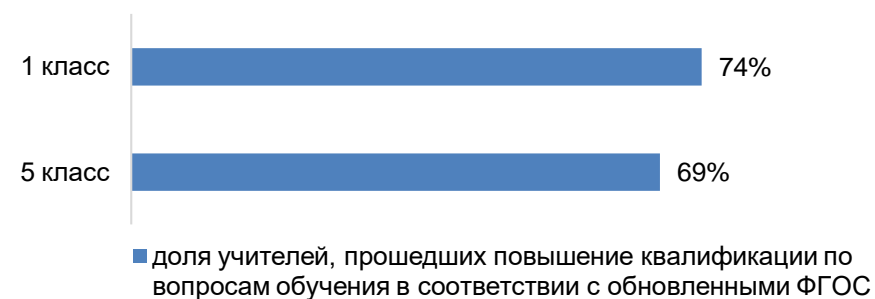 1 класс
74%
5 класс
69%
доля учителей, прошедших повышение квалификации по
вопросам обучения в соответствии с обновленными ФГОС